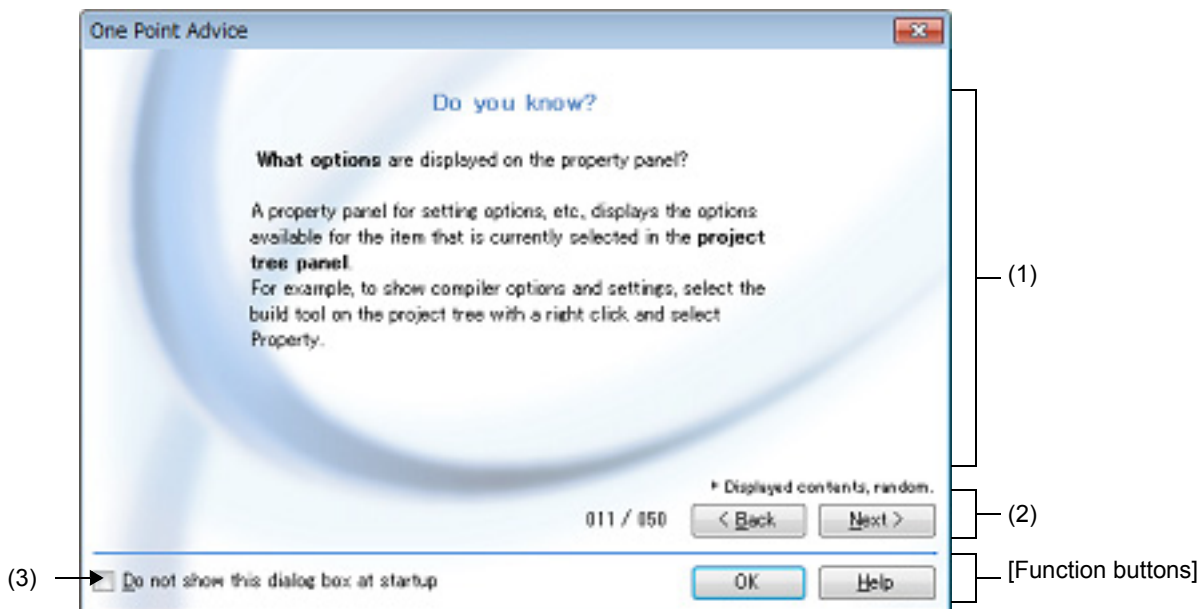 One Point Advice
Do you know?
What options are displayed on the property panel?
A property panel for setting options, etc., displays the options
available for the item that is currently selected in the project
tree panel.
For example, to show compiler options and settings, select the
build tool on the project tree with a right click and select
Property.
(1)
* Displayed contents, random.
011 / 050
< Back
Next >
(2)
(3)
Do not show this dialog box at startup
OK
Help
[Function buttons]